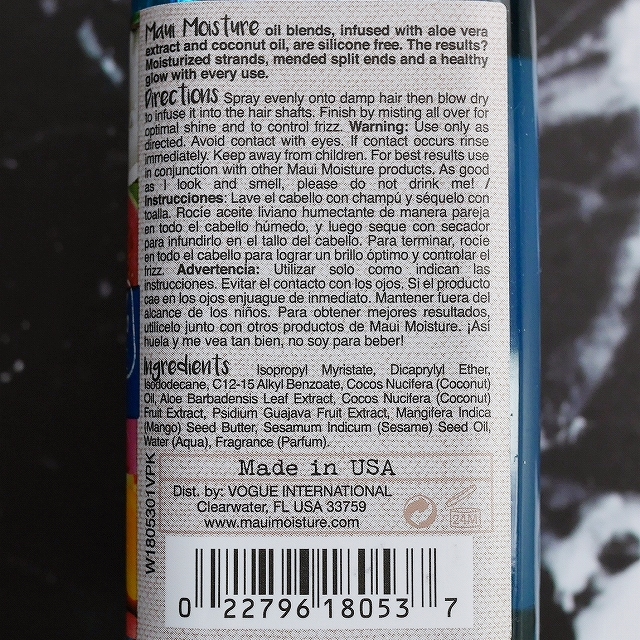 Maui Moisture oil blends, infused with aloe vera
extract and coconut oil, are silicone free. The results?
Moisturized strands, mended split ends and a healthy
glow with every use.
Directions Spray evenly onto damp hair then blow dry
to infuse it into the hair shafts. Finish by misting all over for
optimal shine and to control frizz. Warning: Use only as
directed. Avoid contact with eyes. If contact occurs rinse
immediately. Keep away from children. For best results use
in conjunction with other Maui Moisture products. As good
as I look and smell, please do not drink me! /
Instrucciones: Lave el cabello con champú y séquelo con
toalla. Rocíe aceite liviano humectante de manera pareja
en todo el cabello húmedo, y luego seque con secador
para infundirlo en el tallo del cabello. Para terminar, rocíe
en todo el cabello para lograr un brillo óptimo y controlar el
frizz. Advertencia: Utilizar solo como indican las
instrucciones. Evitar el contacto con los ojos. Si el producto
cae en los ojos enjuague de inmediato. Mantener fuera del
alcance de los niños. Para obtener mejores resultados,
utilícelo junto con otros productos de Maui Moisture. ¡Así
huela y me vea tan bien, no soy para beber!
Ingredients Isopropyl Myristate, Dicaprylyl Ether,
Isododecane, C12-15 Alkyl Benzoate, Cocos Nucifera (Coconut)
Oil, Aloe Barbadensis Leaf Extract, Cocos Nucifera (Coconut)
Fruit Extract, Psidium Guajava Fruit Extract, Mangifera Indica
(Mango) Seed Butter, Sesamum Indicum (Sesame) Seed Oil,
Water (Aqua), Fragrance (Parfum).
Made in USA
Dist. by: VOGUE INTERNATIONAL
Clearwater, FL USA 33759
www.mauimoisture.com
24M
W1805301VPK
0 22796 18053 7